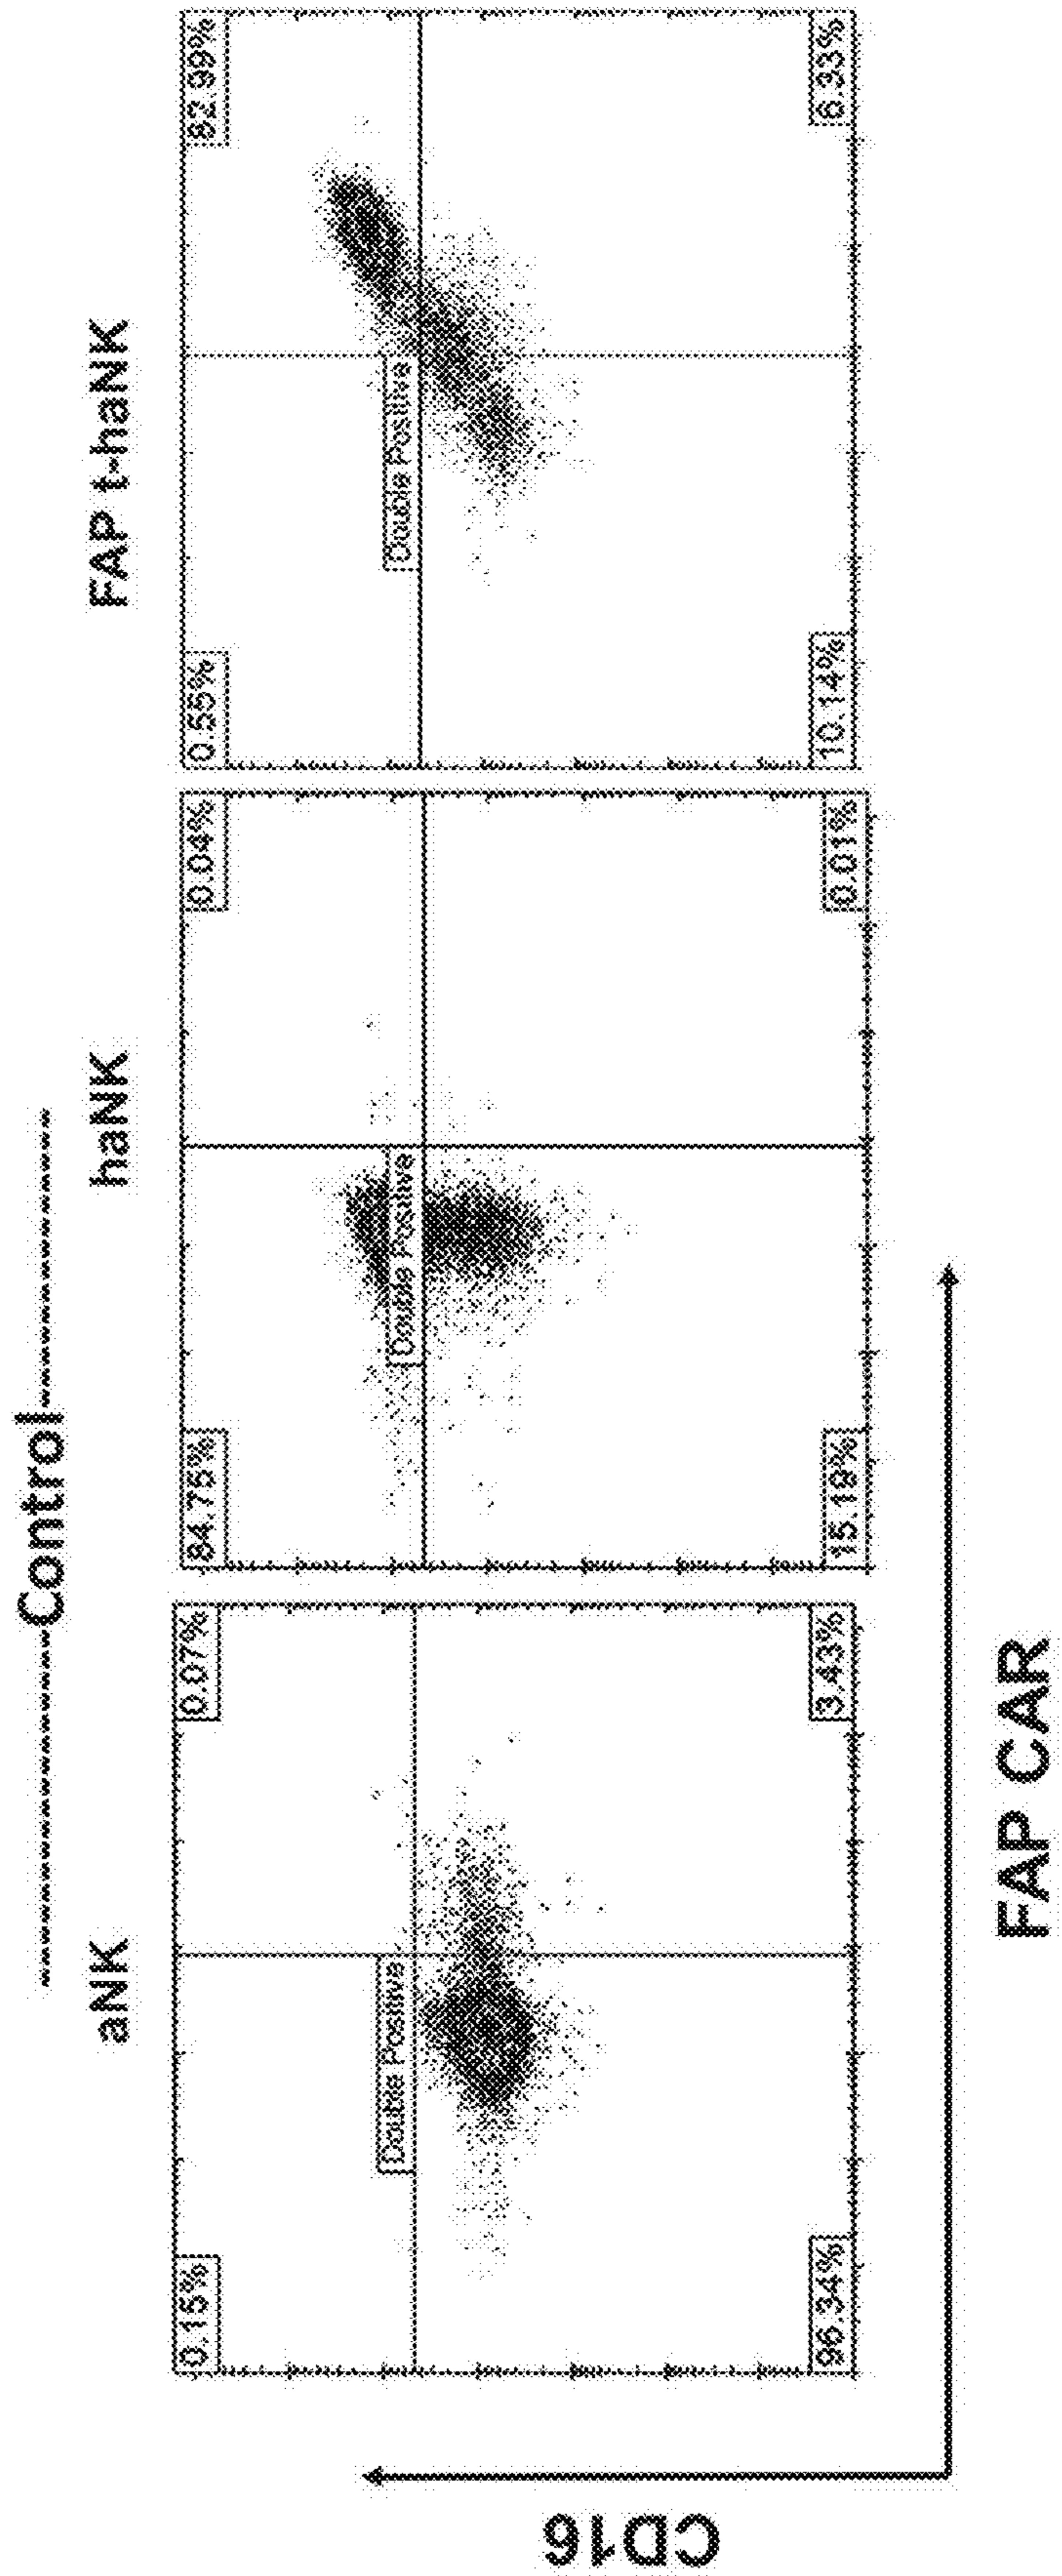 Control
aNK
haNK
FAP t-haNK
0.15%
0.07%
84.75%
0.04%
0.55%
82.99%
Double Positive
Double Positive
Double Positive
96.34%
3.43%
15.19%
0.01%
10.14%
6.33%
CD16
FAP CAR